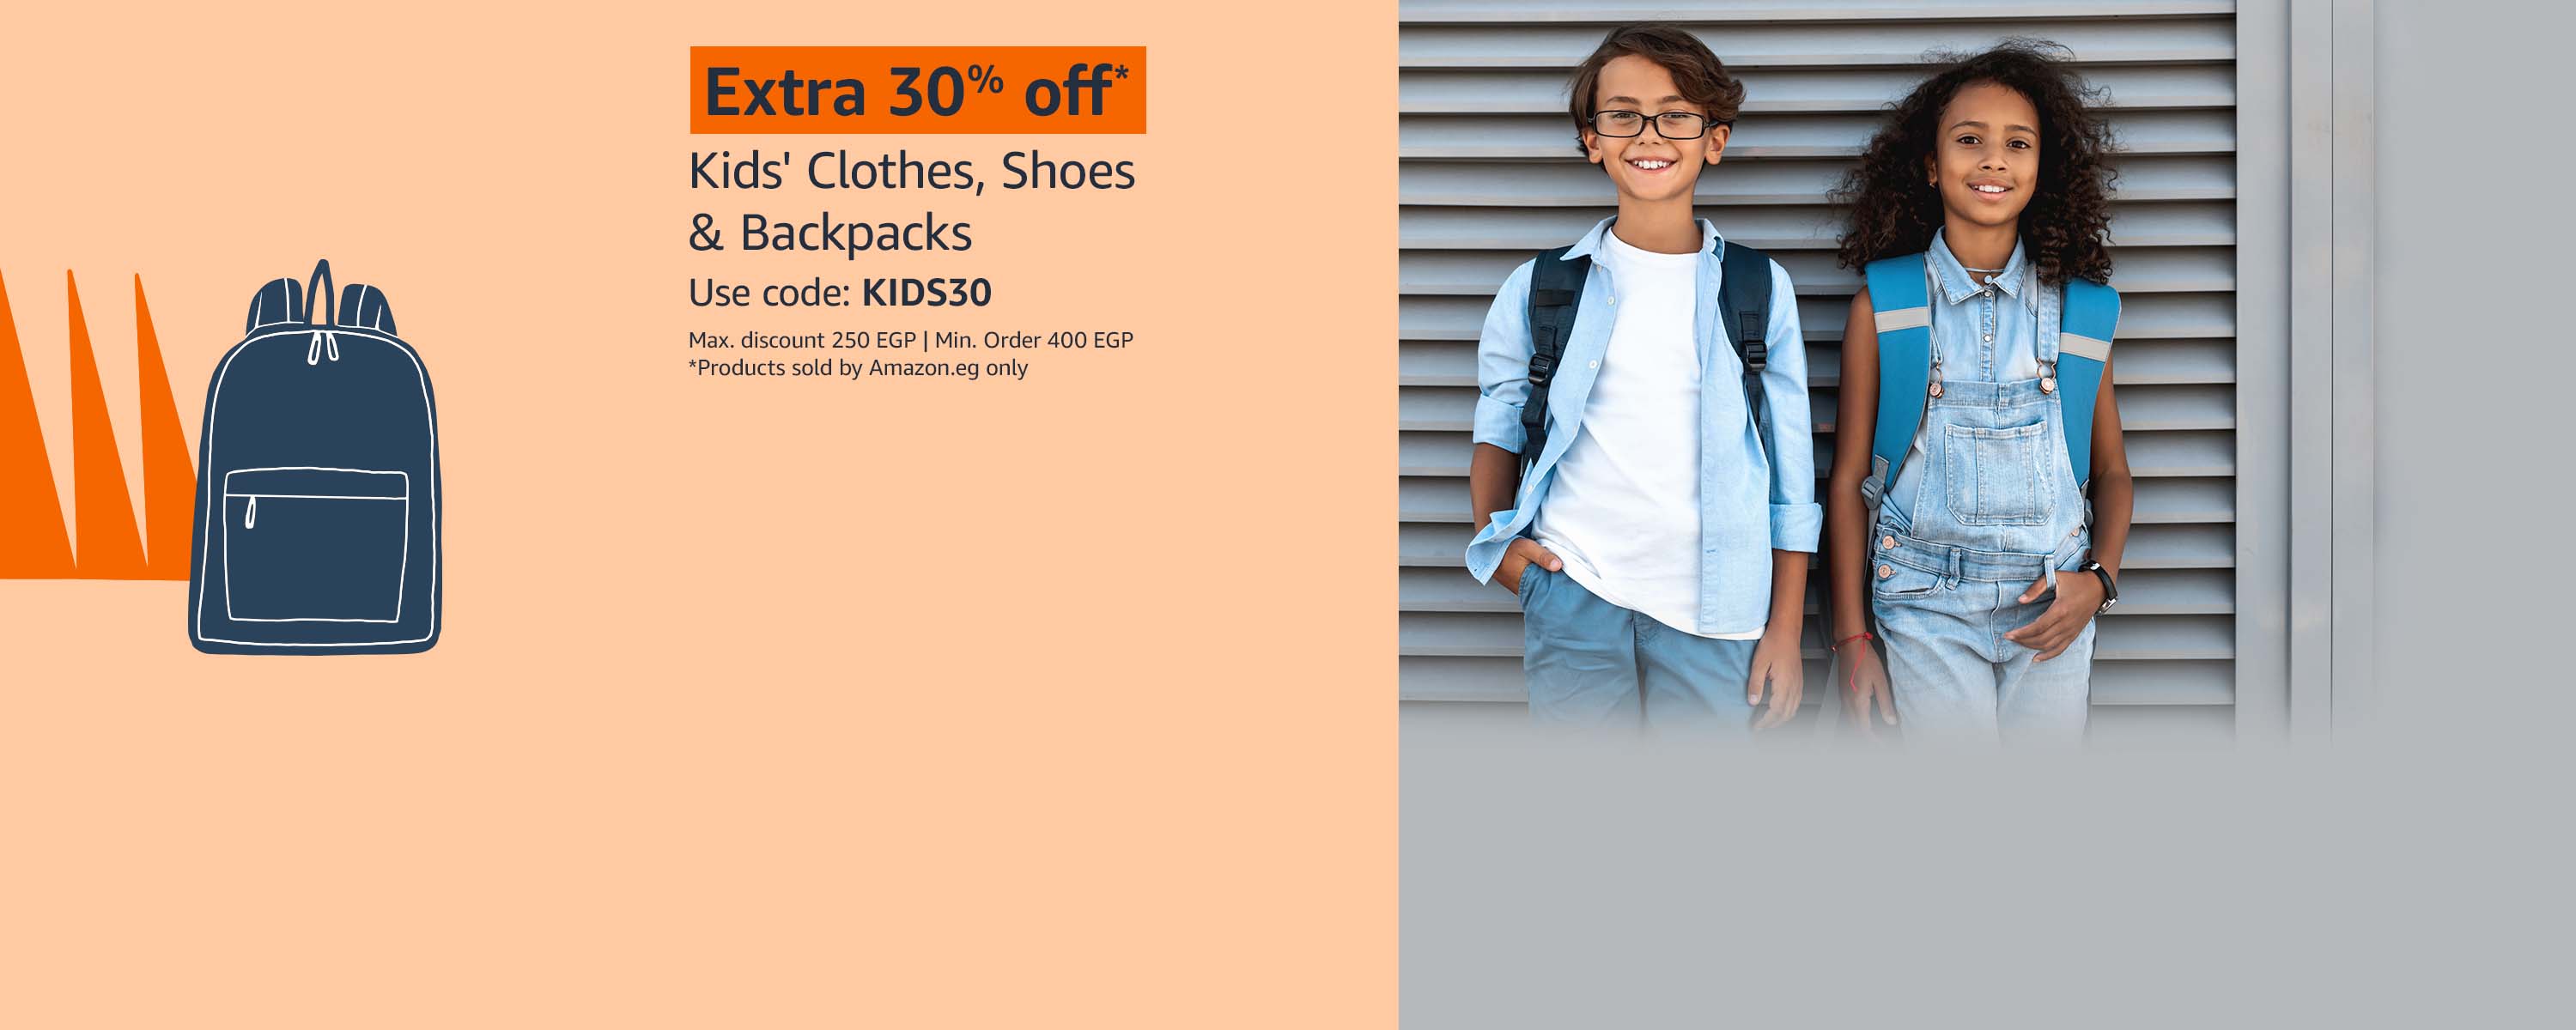 Extra 30% off*
Kids' Clothes, Shoes
& Backpacks
Use code: KIDS30
Max. discount 250 EGP | Min. Order 400 EGP
*Products sold by Amazon.eg only